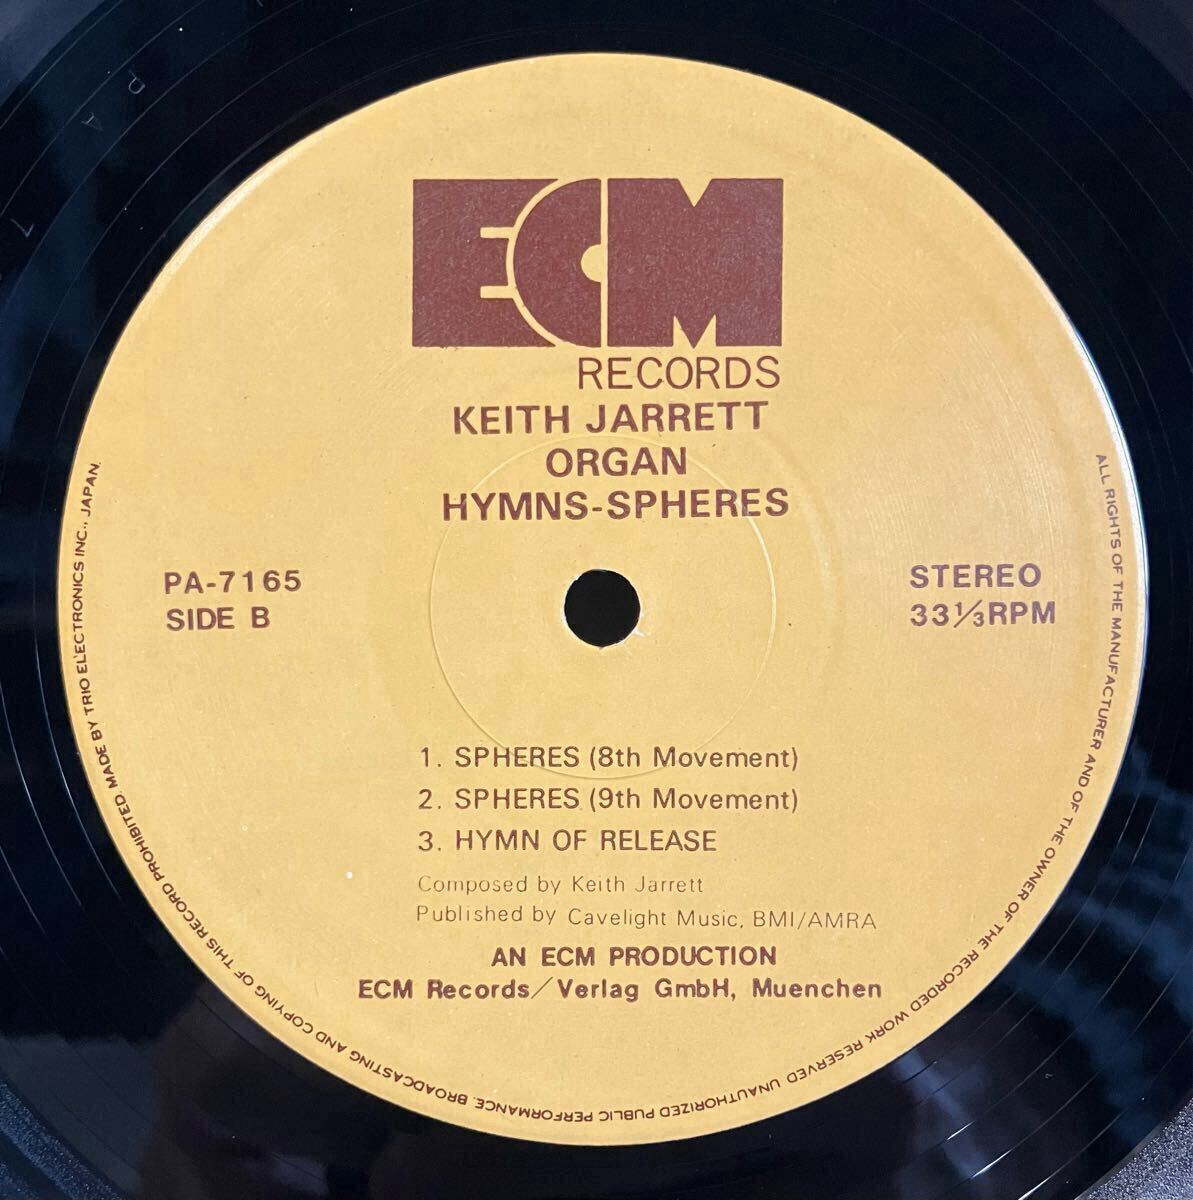 ECM
RECORDS
KEITH JARRETT
ORGAN
HYMNS-SPHERES
PA-7165
SIDE B
STEREO
33⅓RPM
1. SPHERES (8th Movement)
2. SPHERES (9th Movement)
3. HYMN OF RELEASE
Composed by Keith Jarrett
Published by Cavelight Music, BMI/AMRA
AN ECM PRODUCTION
ECM Records/Verlag GmbH, Muenchen
ALL RIGHTS OF THE MANUFACTURER AND OF THE OWNER OF THE RECORDED WORK RESERVED UNAUTHORIZED PUBLIC PERFORMANCE, BROADCASTING AND COPYING OF THIS RECORD PROHIBITED. MADE BY TRIO ELECTRONICS INC., JAPAN.